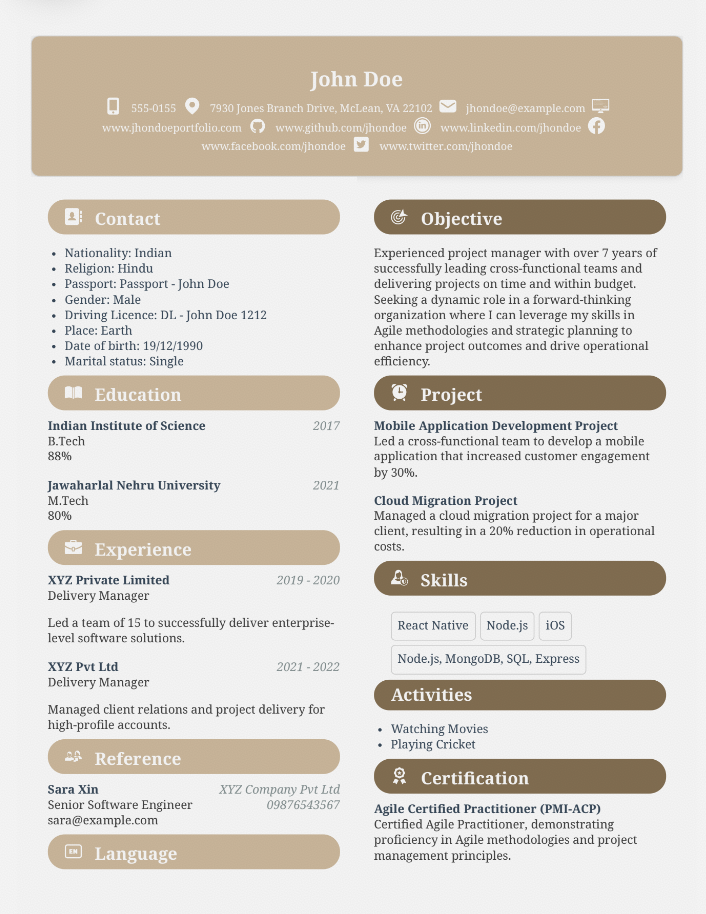 John Doe
555-0155 7930 Jones Branch Drive, McLean, VA 22102 jhondoe@example.com
www.jhondoeportfolio.com www.github.com/jhondoe www.linkedin.com/jhondoe
www.facebook.com/jhondoe www.twitter.com/jhondoe
Contact
• Nationality: Indian
• Religion: Hindu
• Passport: Passport - John Doe
• Gender: Male
• Driving Licence: DL - John Doe 1212
• Place: Earth
• Date of birth: 19/12/1990
• Marital status: Single
Education
Indian Institute of Science 2017
B.Tech
88%
Jawaharlal Nehru University 2021
M.Tech
80%
Experience
XYZ Private Limited 2019 - 2020
Delivery Manager
Led a team of 15 to successfully deliver enterprise-
level software solutions.
XYZ Pvt Ltd 2021 - 2022
Delivery Manager
Managed client relations and project delivery for
high-profile accounts.
Reference
Sara Xin XYZ Company Pvt Ltd
Senior Software Engineer 09876543567
sara@example.com
EN Language
Objective
Experienced project manager with over 7 years of
successfully leading cross-functional teams and
delivering projects on time and within budget.
Seeking a dynamic role in a forward-thinking
organization where I can leverage my skills in
Agile methodologies and strategic planning to
enhance project outcomes and drive operational
efficiency.
Project
Mobile Application Development Project
Led a cross-functional team to develop a mobile
application that increased customer engagement
by 30%.
Cloud Migration Project
Managed a cloud migration project for a major
client, resulting in a 20% reduction in operational
costs.
Skills
React Native Node.js iOS
Node.js, MongoDB, SQL, Express
Activities
• Watching Movies
• Playing Cricket
Certification
Agile Certified Practitioner (PMI-ACP)
Certified Agile Practitioner, demonstrating
proficiency in Agile methodologies and project
management principles.